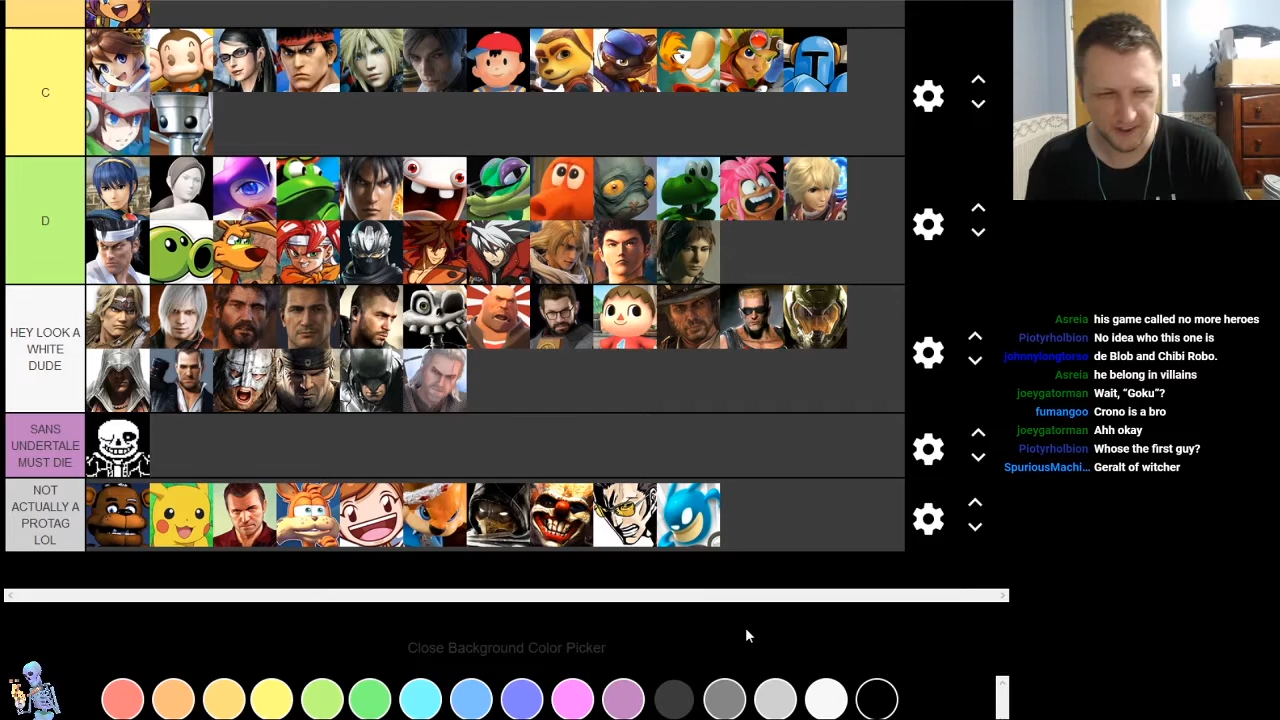 C
D
HEY LOOK A
WHITE
DUDE
SANS
UNDERTALE
MUST DIE
NOT
ACTUALLY A
PROTAG
LOL
Asreia his game called no more heroes
Piotyrholbion No idea who this one is
johnnylongtorso de Blob and Chibi Robo.
Asreia he belong in villains
joeygatorman Wait, “Goku”?
fumangoo Crono is a bro
joeygatorman Ahh okay
Piotyrholbion Whose the first guy?
SpuriousMachi... Geralt of witcher
Close Background Color Picker